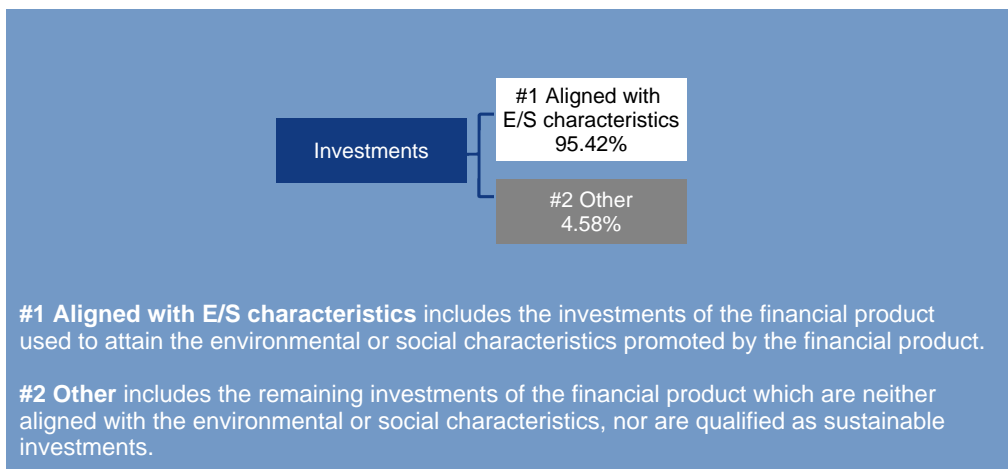 Investments
#1 Aligned with
E/S characteristics
95.42%
#2 Other
4.58%
#1 Aligned with E/S characteristics includes the investments of the financial product
used to attain the environmental or social characteristics promoted by the financial product.
#2 Other includes the remaining investments of the financial product which are neither
aligned with the environmental or social characteristics, nor are qualified as sustainable
investments.